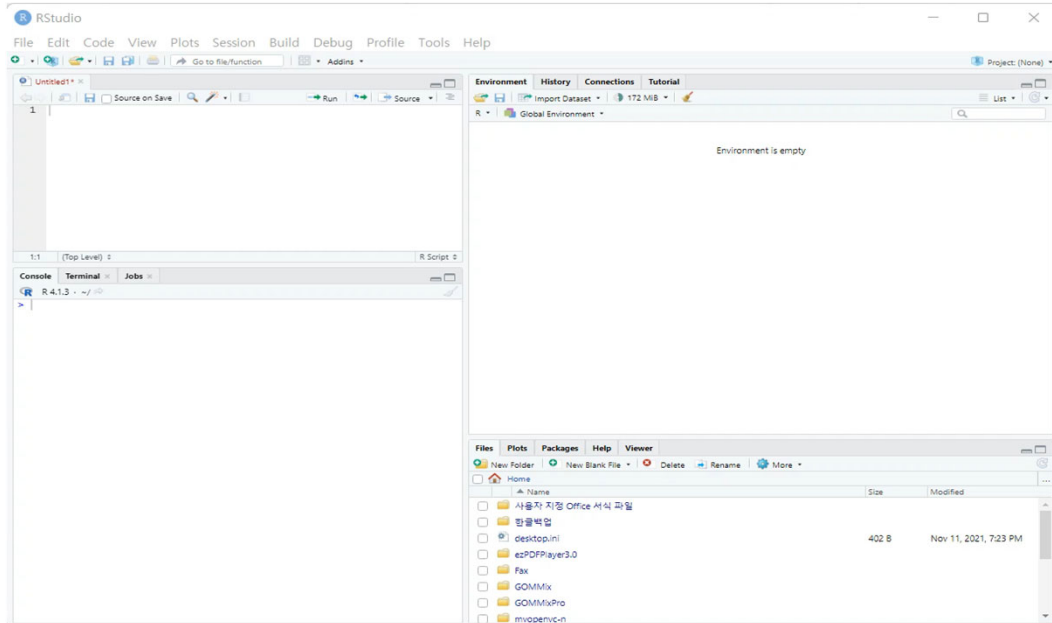 RStudio
File Edit Code View Plots Session Build Debug Profile Tools Help
Go to file/function Addins Project: (None)
Untitled1*
Source on Save Run Source
1
1:1 (Top Level) R Script
Console Terminal Jobs
R 4.1.3 · ~/
>
Environment History Connections Tutorial
Import Dataset 172 MiB List
R Global Environment
Environment is empty
Files Plots Packages Help Viewer
New Folder New Blank File Delete Rename More
Home
Name Size Modified
사용자 지정 Office 서식 파일
한글백업
desktop.ini 402 B Nov 11, 2021, 7:23 PM
ezPDFPlayer3.0
Fax
GOMMix
GOMMixPro